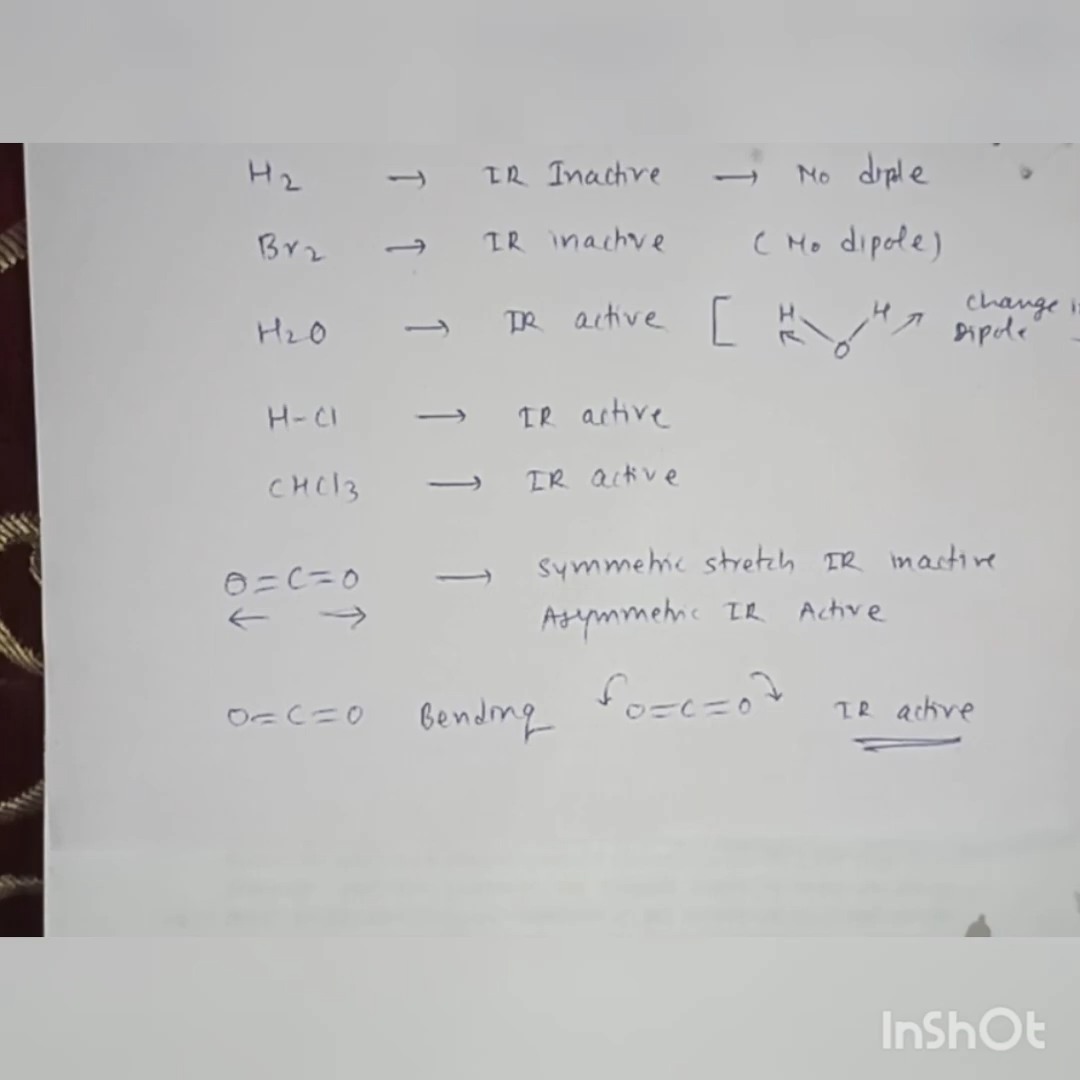 H2 → IR Inactive → No diple
Br2 → IR inactive (No dipole)
H2O → IR active [ H O H change
Dipole
H-Cl → IR active
CHCl3 → IR active
O=C=O → symmetric stretch IR inactive
← → Asymmetric IR Active
O=C=O Bending O=C=O IR active
InShOt